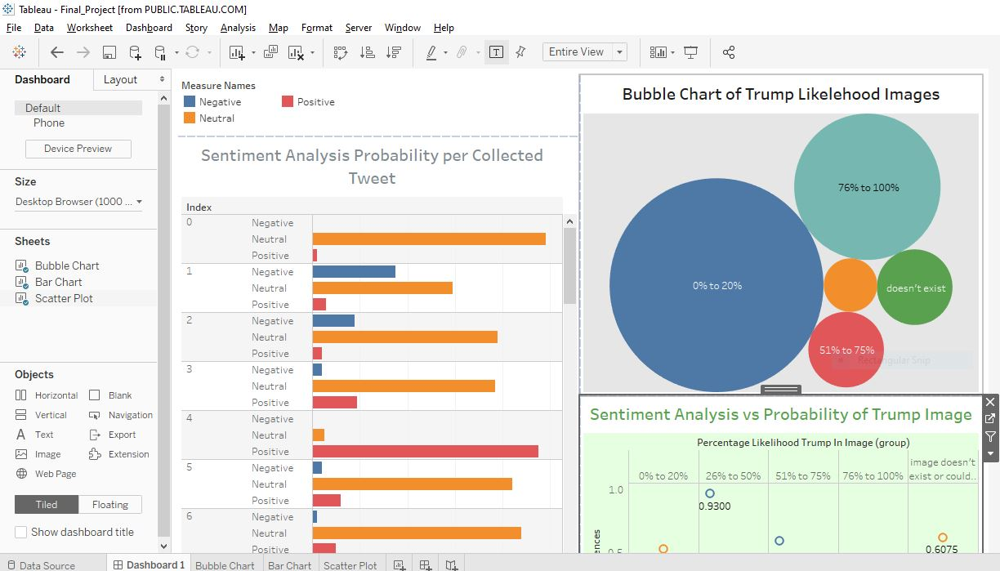 Tableau - Final_Project [from PUBLIC.TABLEAU.COM]
File Data Worksheet Dashboard Story Analysis Map Format Server Window Help
Entire View
Dashboard Layout
Default
Phone
Device Preview
Size
Desktop Browser (1000 ...
Sheets
Bubble Chart
Bar Chart
Scatter Plot
Objects
Horizontal Blank
Vertical Navigation
Text Export
Image Extension
Web Page
Tiled Floating
Show dashboard title
Measure Names
Negative Positive
Neutral
Sentiment Analysis Probability per Collected
Tweet
Index
0 Negative
Neutral
Positive
1 Negative
Neutral
Positive
2 Negative
Neutral
Positive
3 Negative
Neutral
Positive
4 Negative
Neutral
Positive
5 Negative
Neutral
Positive
6 Negative
Neutral
Positive
Bubble Chart of Trump Likelehood Images
76% to 100%
0% to 20%
doesn't exist
51% to 75%
Rectangular Snip
Sentiment Analysis vs Probability of Trump Image
Percentage Likelihood Trump In Image (group)
0% to 20% 26% to 50% 51% to 75% 76% to 100% image doesn't
exist or could...
1.0
0.9300
0.6075
0.5
Data Source Dashboard 1 Bubble Chart Bar Chart Scatter Plot